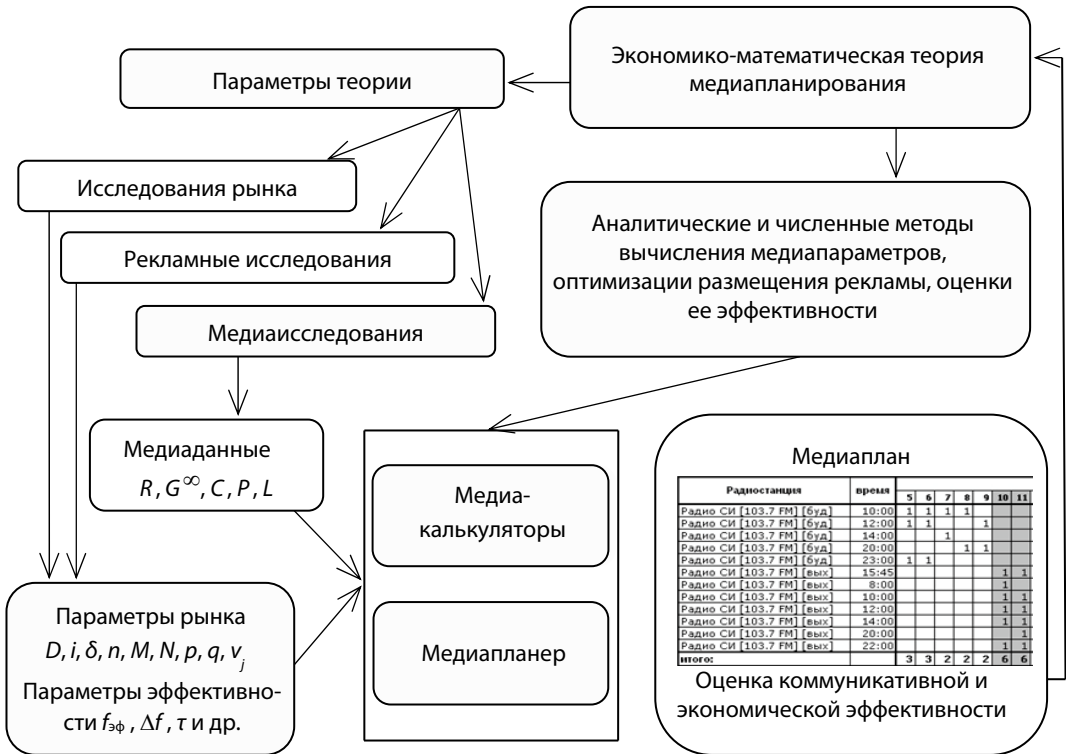 Экономико-математическая теория
медиапланирования
Параметры теории
Исследования рынка
Рекламные исследования
Медиаисследования
Аналитические и численные методы
вычисления медиапараметров,
оптимизации размещения рекламы, оценки
ее эффективности
Медиаданные
R, G∞, C, P, L
Медиа-
калькуляторы
Медиапланер
Параметры рынка
D, i, δ, n, M, N, p, q, vj
Параметры эффективно-
сти fэф, Δf, τ и др.
Медиаплан
Радиостанция время 5 6 7 8 9 10 11
Радио СИ [103.7 FM] [буд] 10:00 1 1 1 1
Радио СИ [103.7 FM] [буд] 12:00 1 1 1
Радио СИ [103.7 FM] [буд] 14:00 1
Радио СИ [103.7 FM] [буд] 20:00 1 1
Радио СИ [103.7 FM] [буд] 23:00 1 1
Радио СИ [103.7 FM] [вых] 15:45 1 1
Радио СИ [103.7 FM] [вых] 8:00 1
Радио СИ [103.7 FM] [вых] 10:00 1 1
Радио СИ [103.7 FM] [вых] 12:00 1 1
Радио СИ [103.7 FM] [вых] 14:00 1 1
Радио СИ [103.7 FM] [вых] 20:00 1
Радио СИ [103.7 FM] [вых] 22:00 1 1
итого: 3 3 2 2 2 6 6
Оценка коммуникативной и
экономической эффективности